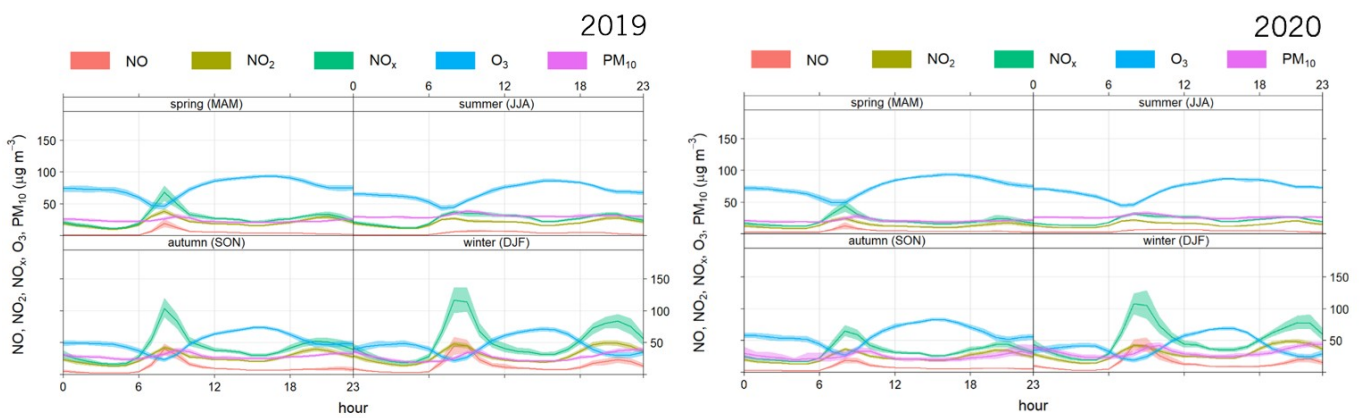 2019
NO NO₂ NOₓ O₃ PM₁₀
0 6 12 18 23
spring (MAM) summer (JJA)
150
100
50
autumn (SON) winter (DJF)
150
100
50
NO, NO₂, NOₓ, O₃, PM₁₀ (µg m⁻³)
0 6 12 18 23
hour
2020
NO NO₂ NOₓ O₃ PM₁₀
0 6 12 18 23
spring (MAM) summer (JJA)
150
100
50
autumn (SON) winter (DJF)
150
100
50
NO, NO₂, NOₓ, O₃, PM₁₀ (µg m⁻³)
0 6 12 18 23
hour